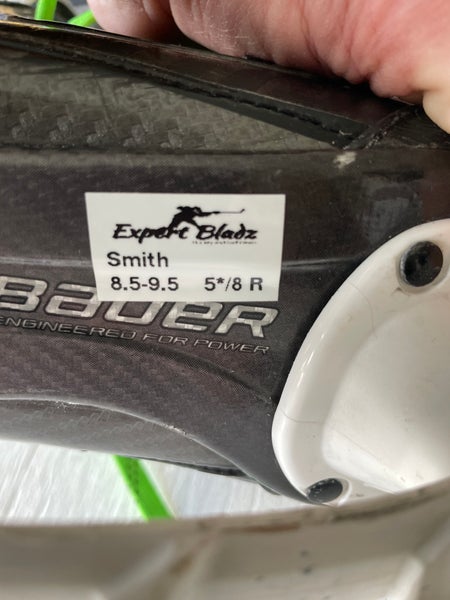 Expert Bladz
Smith
8.5-9.5 5*/8 R
BAUER
ENGINEERED FOR POWER